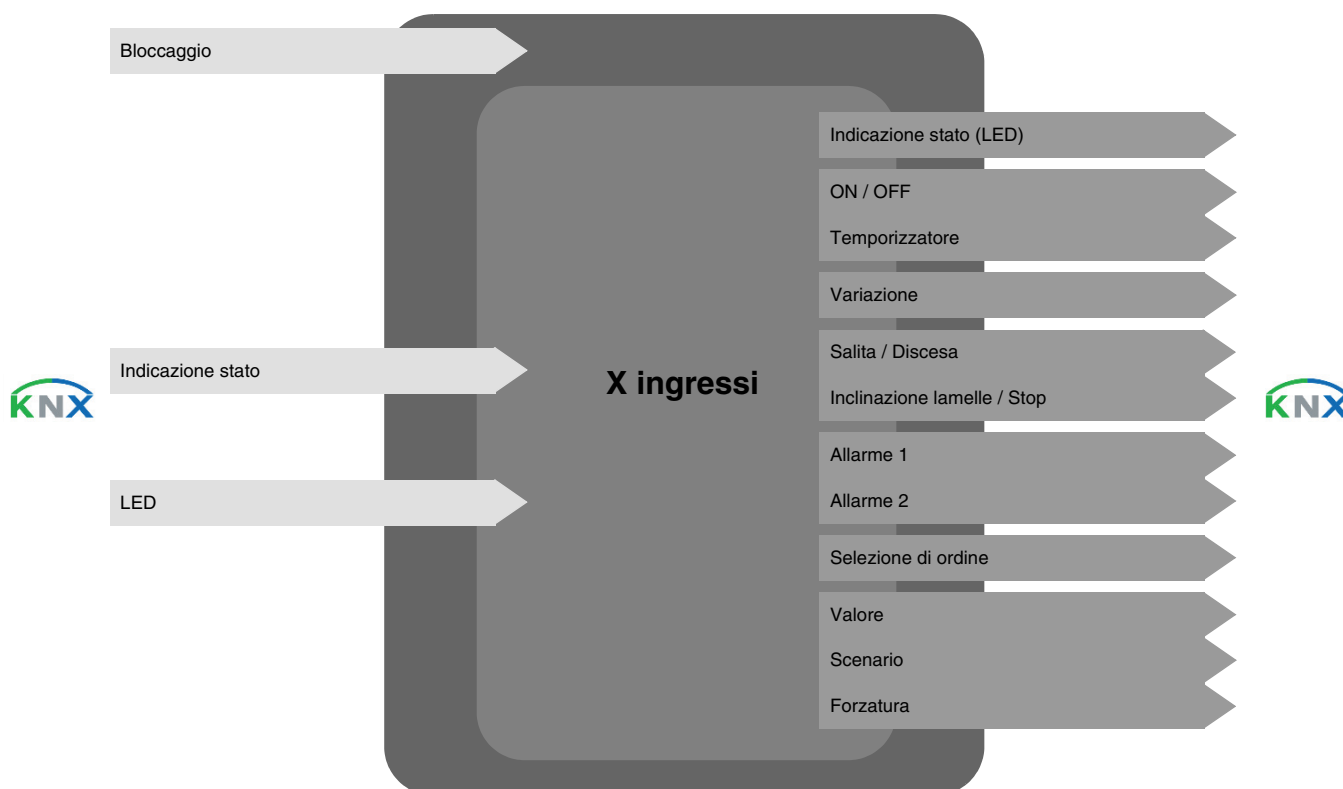 Bloccaggio
Indicazione stato (LED)
ON / OFF
Temporizzatore
Variazione
Salita / Discesa
Indicazione stato
X ingressi
KNX
Inclinazione lamelle / Stop
KNX
Allarme 1
LED
Allarme 2
Selezione di ordine
Valore
Scenario
Forzatura